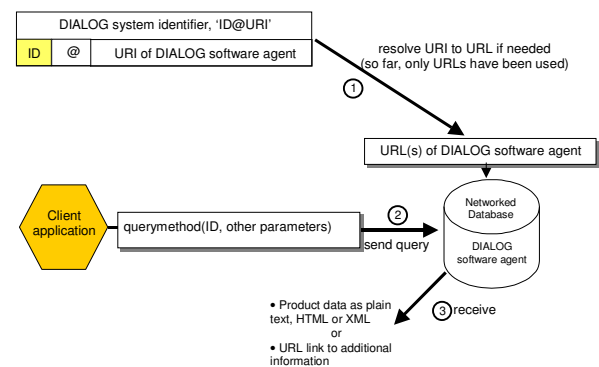 DIALOG system identifier, 'ID@URI'
ID @ URI of DIALOG software agent
resolve URI to URL if needed
(so far, only URLs have been used)
1
URL(s) of DIALOG software agent
Networked
Database
DIALOG
software agent
Client
application
querymethod(ID, other parameters)
2
send query
3 receive
• Product data as plain
text, HTML or XML
or
• URL link to additional
information